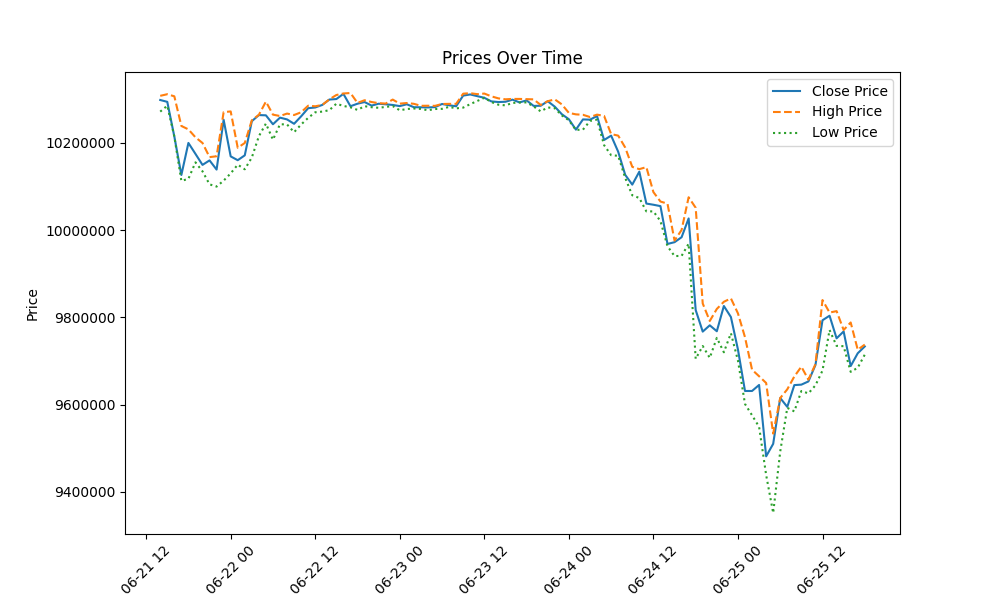 Prices Over Time
Close Price
High Price
Low Price
Price
10200000
10000000
9800000
9600000
9400000
06-21 12
06-22 00
06-22 12
06-23 00
06-23 12
06-24 00
06-24 12
06-25 00
06-25 12